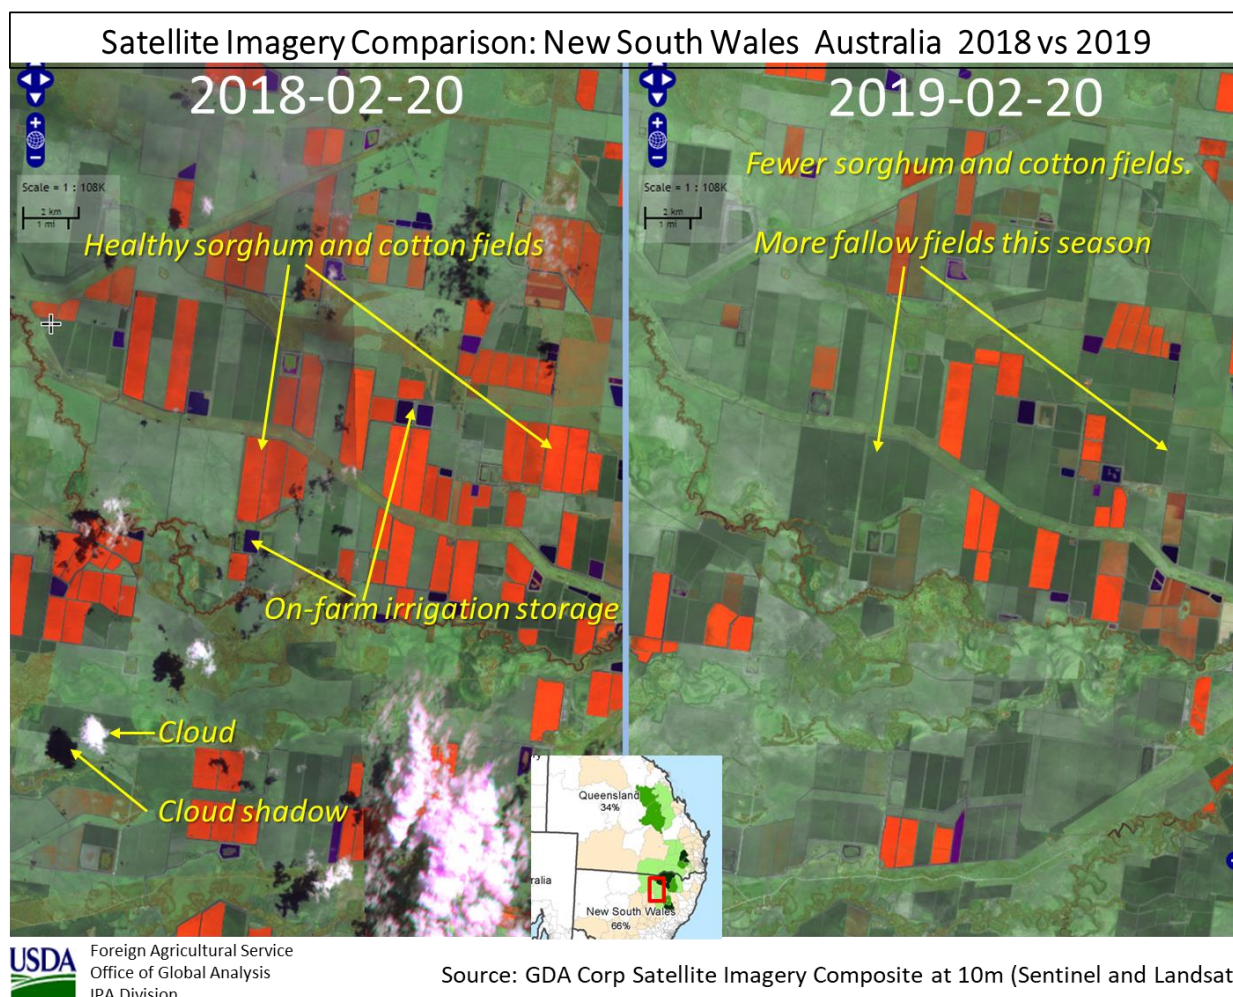 Satellite Imagery Comparison: New South Wales Australia 2018 vs 2019
2018-02-20
Scale = 1 : 108K
2 km
1 mi
Healthy sorghum and cotton fields
On-farm irrigation storage
Cloud
Cloud shadow
2019-02-20
Fewer sorghum and cotton fields.
Scale = 1 : 108K
2 km
1 mi
More fallow fields this season
Queensland
34%
ralia
New South Wales
66%
USDA
Foreign Agricultural Service
Office of Global Analysis
IPA Division
Source: GDA Corp Satellite Imagery Composite at 10m (Sentinel and Landsat